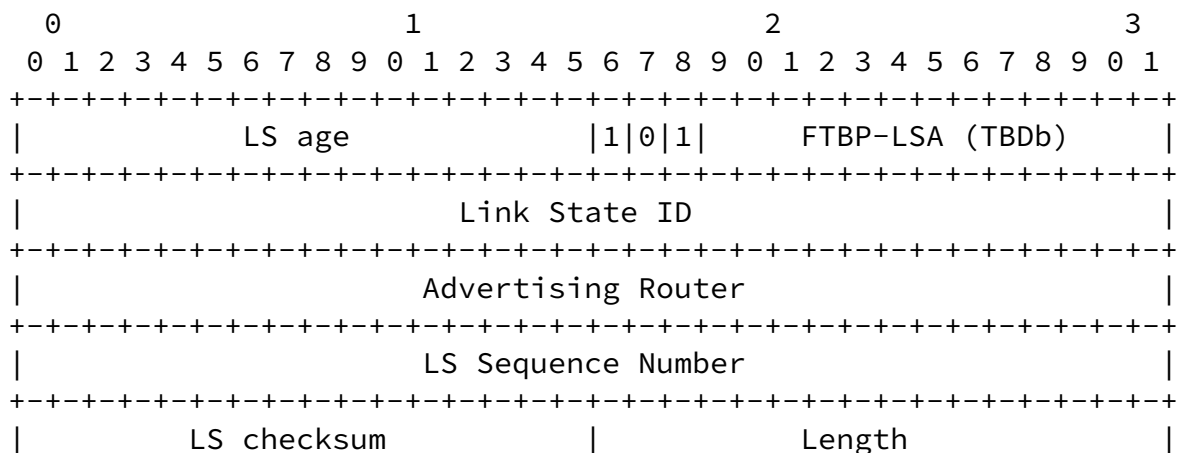 0                   1                   2                   3
 0 1 2 3 4 5 6 7 8 9 0 1 2 3 4 5 6 7 8 9 0 1 2 3 4 5 6 7 8 9 0 1
+-+-+-+-+-+-+-+-+-+-+-+-+-+-+-+-+-+-+-+-+-+-+-+-+-+-+-+-+-+-+-+-+
|            LS age             |1|0|1|     FTBP-LSA (TBDb)     |
+-+-+-+-+-+-+-+-+-+-+-+-+-+-+-+-+-+-+-+-+-+-+-+-+-+-+-+-+-+-+-+-+
|                        Link State ID                          |
+-+-+-+-+-+-+-+-+-+-+-+-+-+-+-+-+-+-+-+-+-+-+-+-+-+-+-+-+-+-+-+-+
|                      Advertising Router                       |
+-+-+-+-+-+-+-+-+-+-+-+-+-+-+-+-+-+-+-+-+-+-+-+-+-+-+-+-+-+-+-+-+
|                      LS Sequence Number                       |
+-+-+-+-+-+-+-+-+-+-+-+-+-+-+-+-+-+-+-+-+-+-+-+-+-+-+-+-+-+-+-+-+
|         LS checksum           |           Length              |